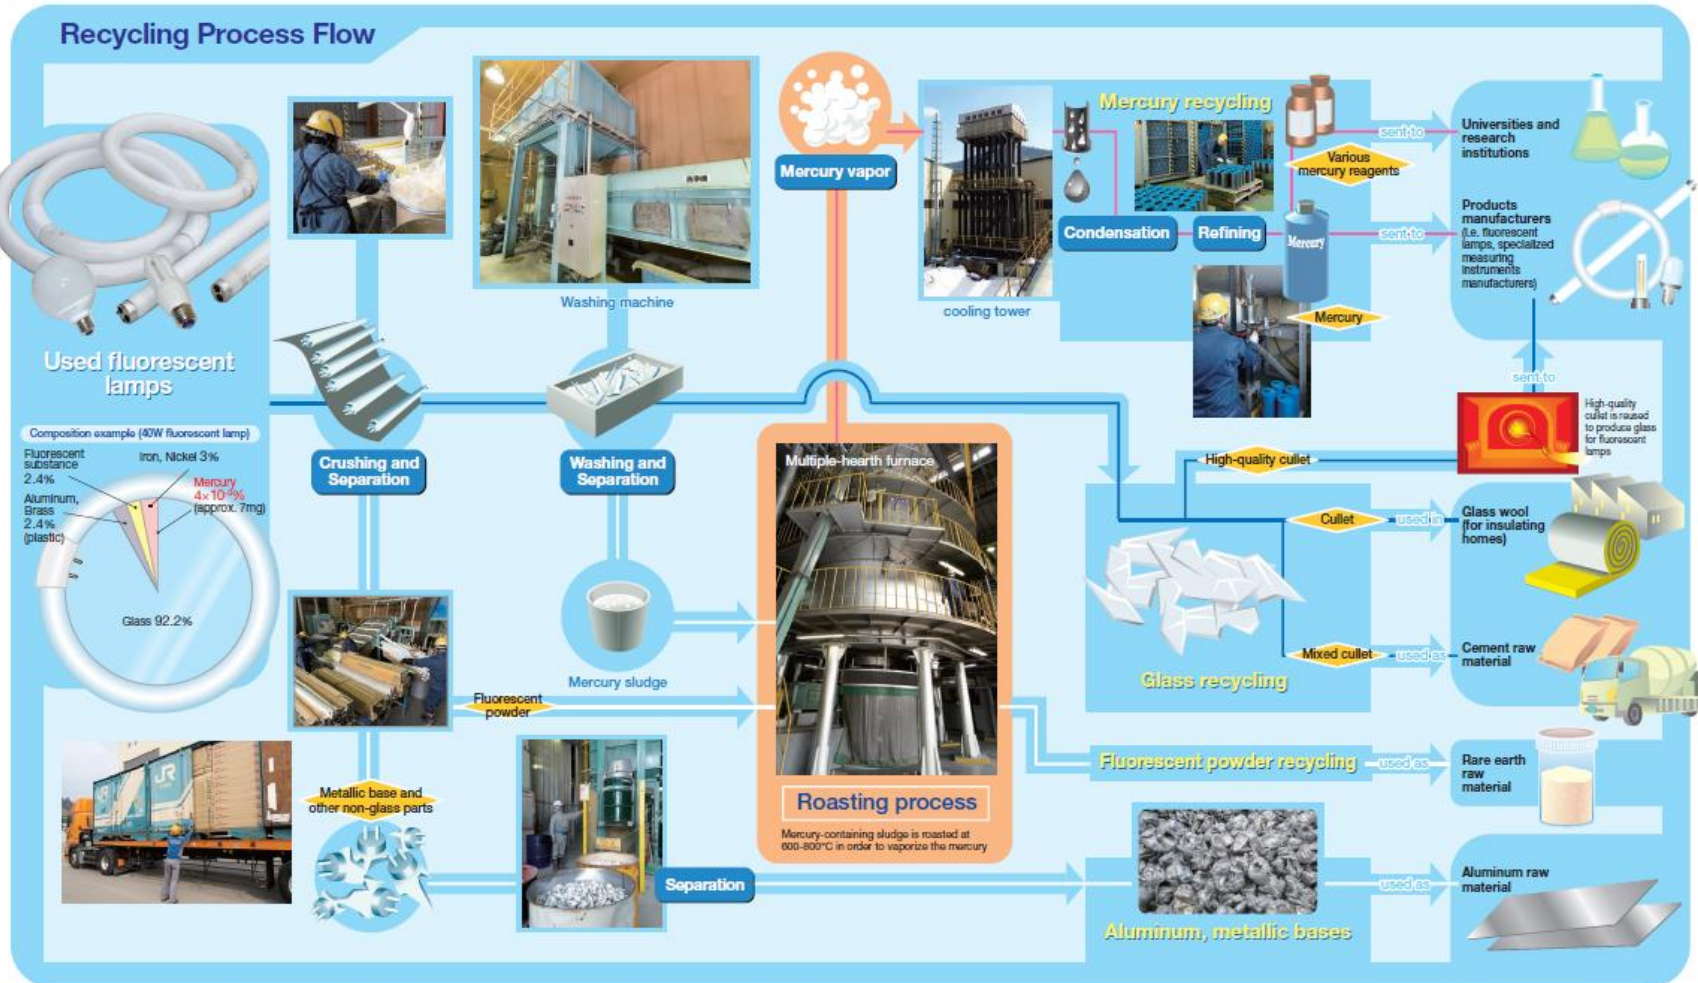 Recycling Process Flow
Used fluorescent
lamps
Composition example (40W fluorescent lamp)
Fluorescent
substance
2.4%
Iron, Nickel 3%
Mercury
4×10⁻³%
(approx. 7mg)
Aluminum,
Brass
2.4%
(plastic)
Glass 92.2%
Crushing and
Separation
Washing machine
Washing and
Separation
Mercury sludge
Fluorescent
powder
JR
Metallic base and
other non-glass parts
Separation
Mercury vapor
Multiple-hearth furnace
Roasting process
Mercury-containing sludge is roasted at
600-800°C in order to vaporize the mercury
cooling tower
Mercury recycling
Condensation
Refining
Mercury
Various
mercury reagents
Mercury
sent to
Universities and
research
institutions
sent to
Products
manufacturers
(i.e. fluorescent
lamps, specialized
measuring
instruments
manufacturers)
sent to
High-quality
cullet is reused
to produce glass
for fluorescent
lamps
High-quality cullet
Cullet
used in
Glass wool
(for insulating
homes)
Mixed cullet
used as
Cement raw
material
Glass recycling
Fluorescent powder recycling
used as
Rare earth
raw
material
Aluminum, metallic bases
used as
Aluminum raw
material